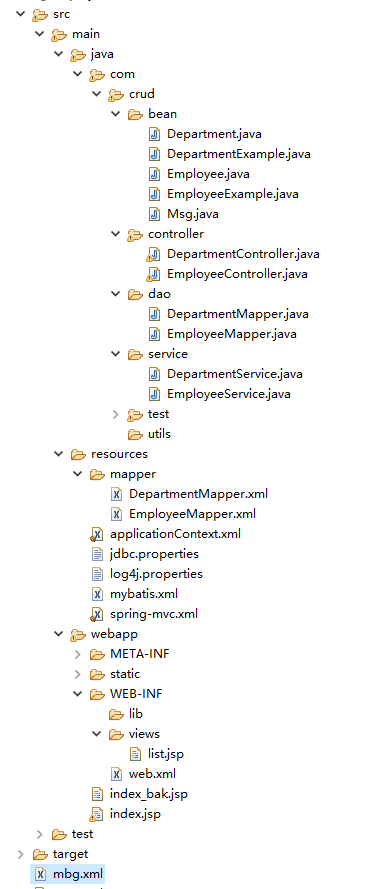 src
main
java
com
crud
bean
Department.java
DepartmentExample.java
Employee.java
EmployeeExample.java
Msg.java
controller
DepartmentController.java
EmployeeController.java
dao
DepartmentMapper.java
EmployeeMapper.java
service
DepartmentService.java
EmployeeService.java
test
utils
resources
mapper
DepartmentMapper.xml
EmployeeMapper.xml
applicationContext.xml
jdbc.properties
log4j.properties
mybatis.xml
spring-mvc.xml
webapp
META-INF
static
WEB-INF
lib
views
list.jsp
web.xml
index_bak.jsp
index.jsp
test
target
mbg.xml